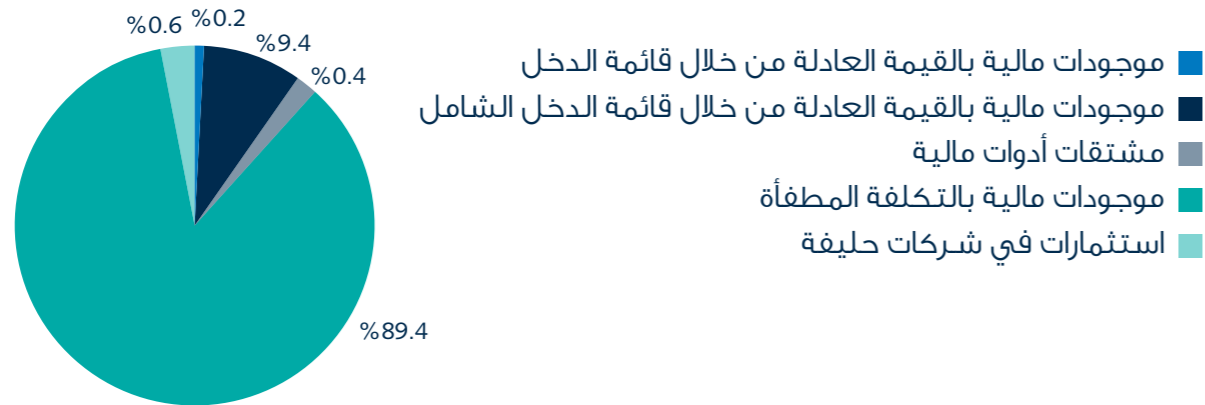 %0.6
%0.2
%9.4
%0.4
%89.4
موجودات مالية بالقيمة العادلة من خلال قائمة الدخل
موجودات مالية بالقيمة العادلة من خلال قائمة الدخل الشامل
مشتقات أدوات مالية
موجودات مالية بالتكلفة المطفأة
استثمارات في شركات حليفة